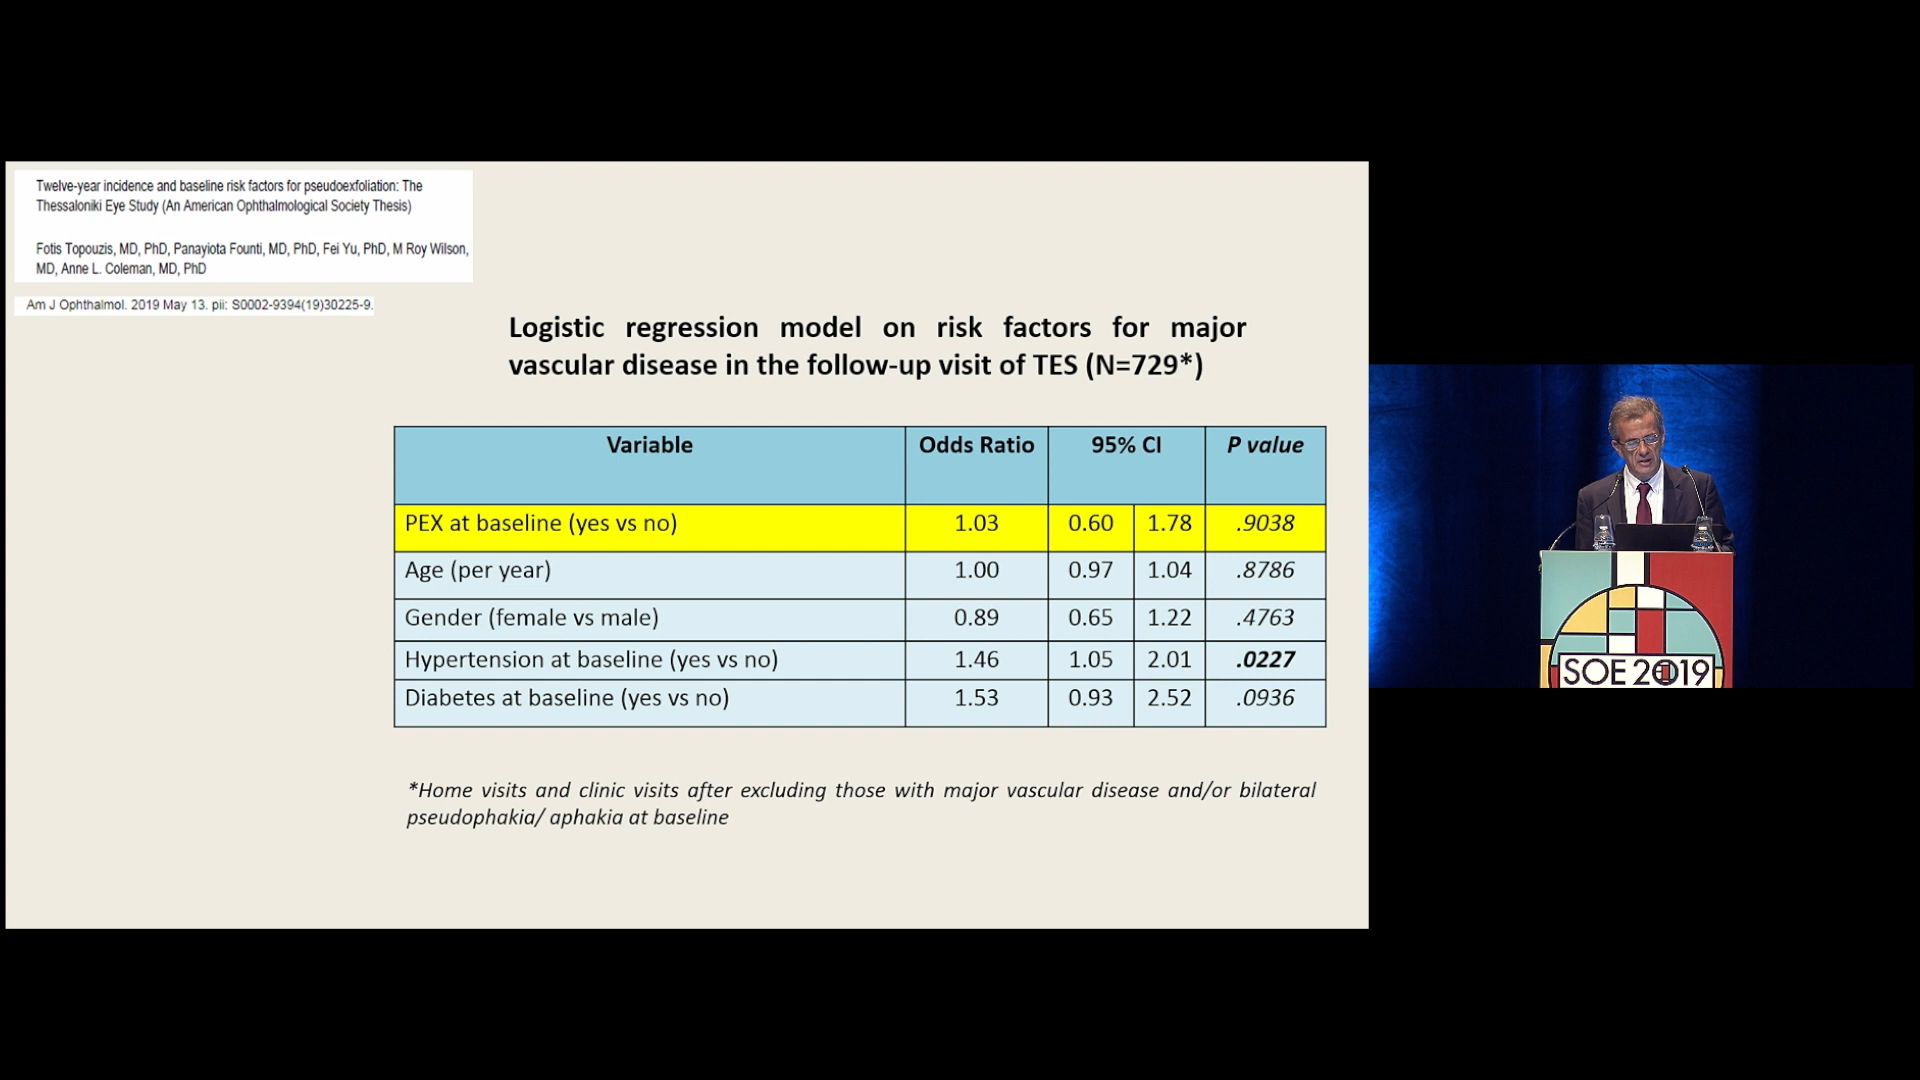 Twelve-year incidence and baseline risk factors for pseudoexfoliation: The
Thessaloniki Eye Study (An American Ophthalmological Society Thesis)
Fotis Topouzis, MD, PhD, Panayiota Founti, MD, PhD, Fei Yu, PhD, M Roy Wilson,
MD, Anne L. Coleman, MD, PhD
Am J Ophthalmol. 2019 May 13. pii: S0002-9394(19)30225-9.
Logistic regression model on risk factors for major
vascular disease in the follow-up visit of TES (N=729*)
Variable Odds Ratio 95% CI P value
PEX at baseline (yes vs no) 1.03 0.60 1.78 .9038
Age (per year) 1.00 0.97 1.04 .8786
Gender (female vs male) 0.89 0.65 1.22 .4763
Hypertension at baseline (yes vs no) 1.46 1.05 2.01 .0227
Diabetes at baseline (yes vs no) 1.53 0.93 2.52 .0936
*Home visits and clinic visits after excluding those with major vascular disease and/or bilateral
pseudophakia/ aphakia at baseline
SOE 2019